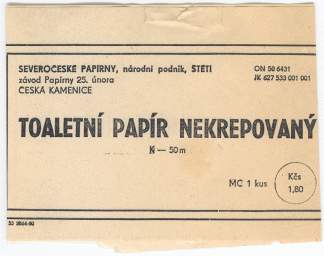 SEVEROČESKÉ PAPÍRNY, národní podnik, ŠTĚTÍ
závod Papírny 25. února
ČESKÁ KAMENICE
ON 50 6431
JK 627 533 001 001
TOALETNÍ PAPÍR NEKREPOVANÝ
N — 50 m
MC 1 kus
Kčs
1,80